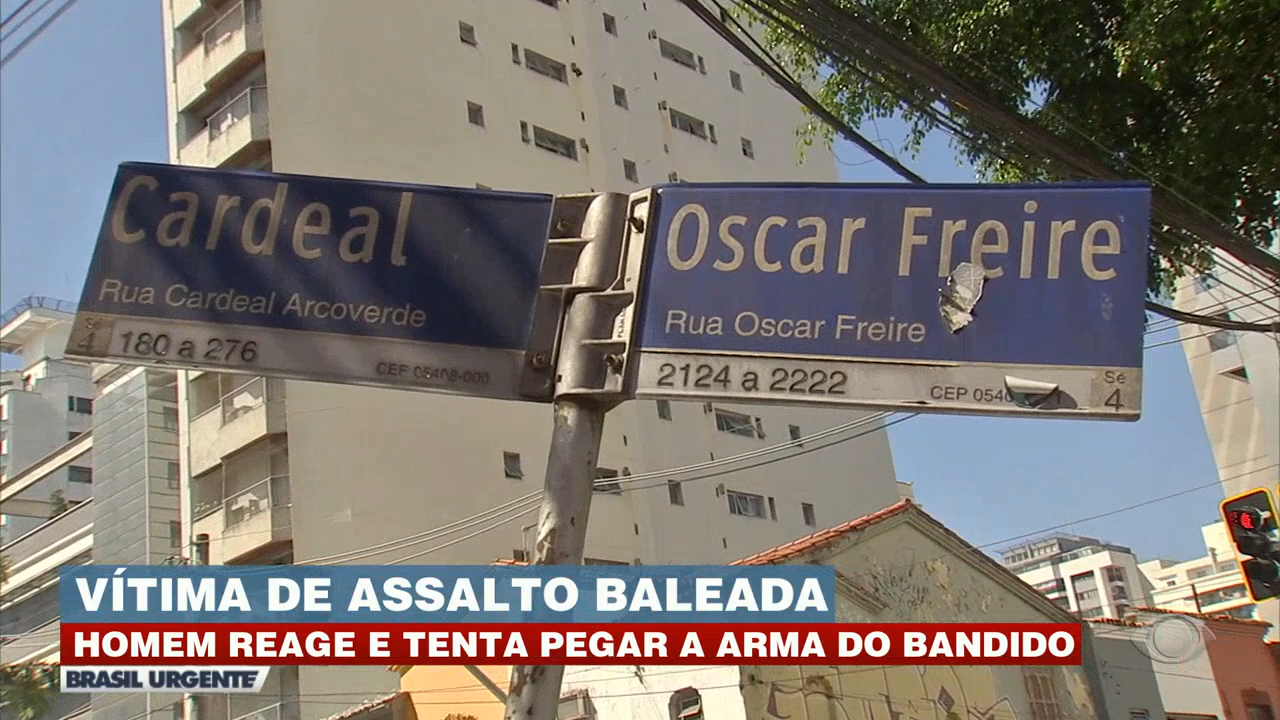 Cardeal
Rua Cardeal Arcoverde
Sé
4
180 a 276
CEP 05408-000
Oscar Freire
Rua Oscar Freire
2124 a 2222
Sé
4
VÍTIMA DE ASSALTO BALEADA
HOMEM REAGE E TENTA PEGAR A ARMA DO BANDIDO
BRASIL URGENTE